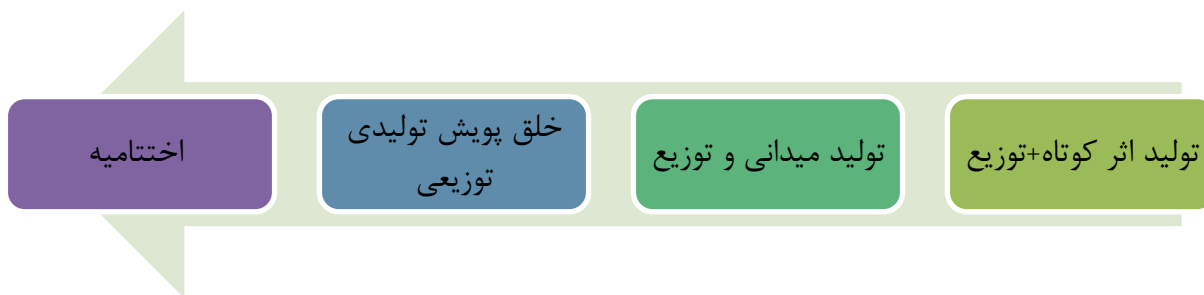 تولید اثر کوتاه+توزیع
تولید میدانی و توزیع
خلق پویش تولیدی
توزیعی
اختتامیه